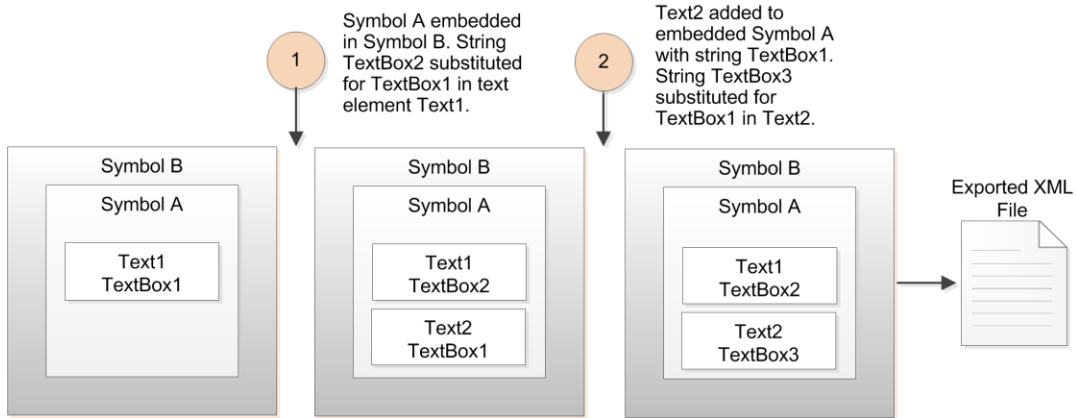 1
Symbol A embedded
in Symbol B. String
TextBox2 substituted
for TextBox1 in text
element Text1.
2
Text2 added to
embedded Symbol A
with string TextBox1.
String TextBox3
substituted for
TextBox1 in Text2.
Symbol B
Symbol A
Text1
TextBox1
Symbol B
Symbol A
Text1
TextBox2
Text2
TextBox1
Symbol B
Symbol A
Text1
TextBox2
Text2
TextBox3
Exported XML
File